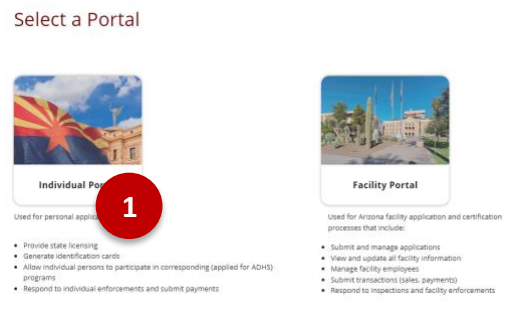 Select a Portal
Individual Po
1
Used for personal applic
Provide state licensing
Generate identification cards
Allow individual persons to participate in corresponding (applied for ADHS)
programs
Respond to individual enforcements and submit payments
Facility Portal
Used for Arizona facility application and certification
processes that include:
Submit and manage applications
View and update all facility information
Manage facility employees
Submit transactions (sales, payments)
Respond to inspections and facility enforcements